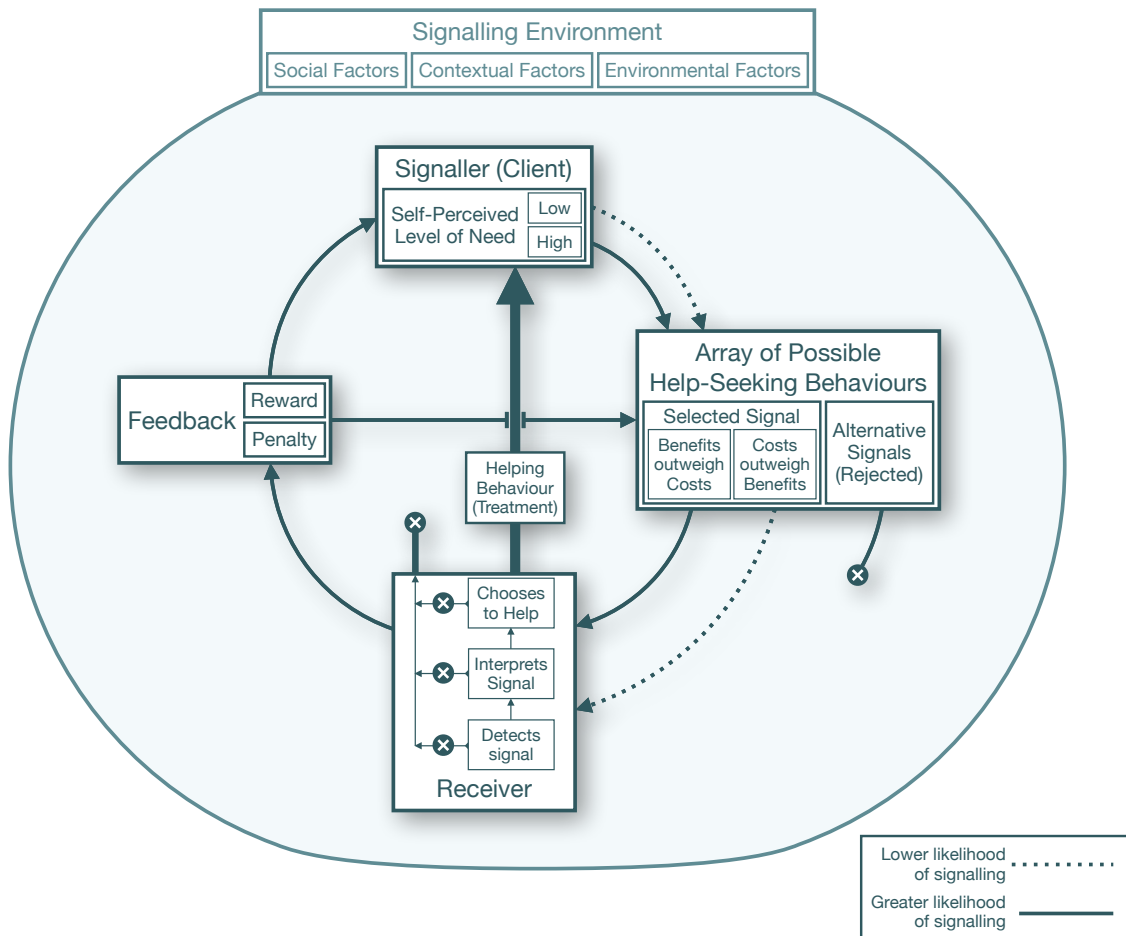 Signalling Environment
Social Factors
Contextual Factors
Environmental Factors
Signaller (Client)
Self-Perceived
Level of Need
Low
High
Array of Possible
Help-Seeking Behaviours
Selected Signal
Benefits
outweigh
Costs
Costs
outweigh
Benefits
Alternative
Signals
(Rejected)
Feedback
Reward
Penalty
Helping
Behaviour
(Treatment)
Chooses
to Help
Interprets
Signal
Detects
signal
Receiver
Lower likelihood
of signalling
Greater likelihood
of signalling